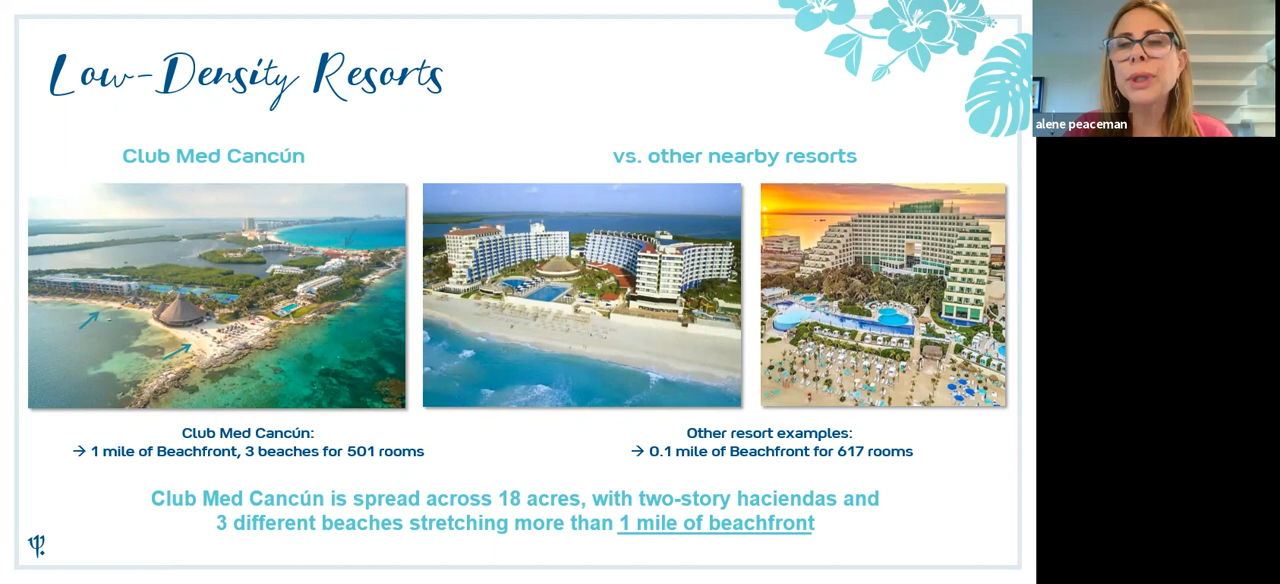 Low-Density Resorts
alene peaceman
Club Med Cancún
vs. other nearby resorts
Club Med Cancún:
→ 1 mile of Beachfront, 3 beaches for 501 rooms
Other resort examples:
→ 0.1 mile of Beachfront for 617 rooms
Club Med Cancún is spread across 18 acres, with two-story haciendas and
3 different beaches stretching more than 1 mile of beachfront